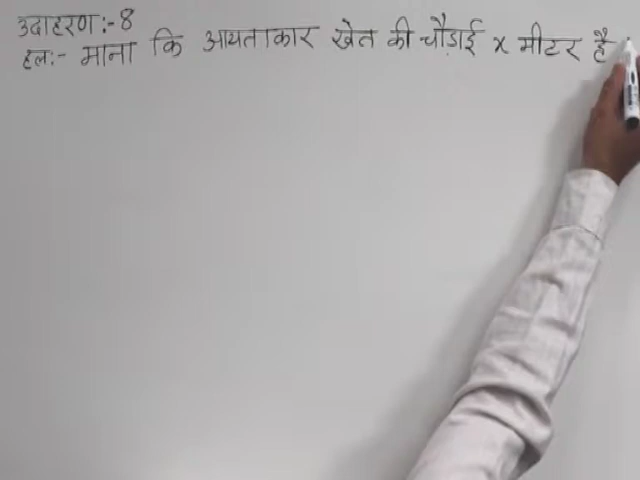 उदाहरण:-8
हल:- माना कि आयताकार खेत की चौड़ाई x मीटर है